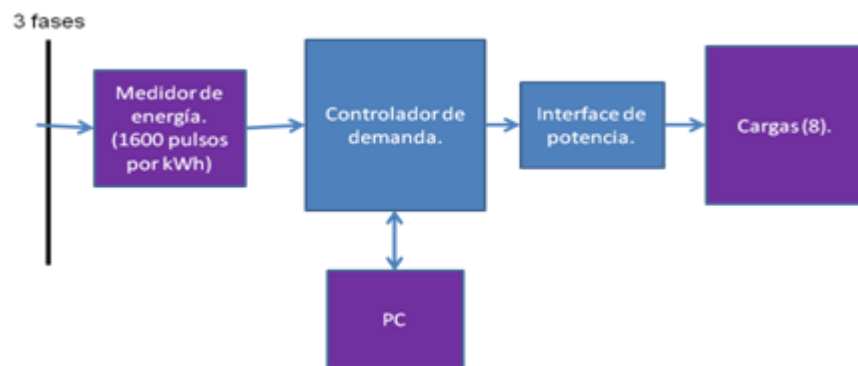 3 fases
Medidor de
energía.
(1600 pulsos
por kWh)
Controlador de
demanda.
Interface de
potencia.
Cargas (8).
PC